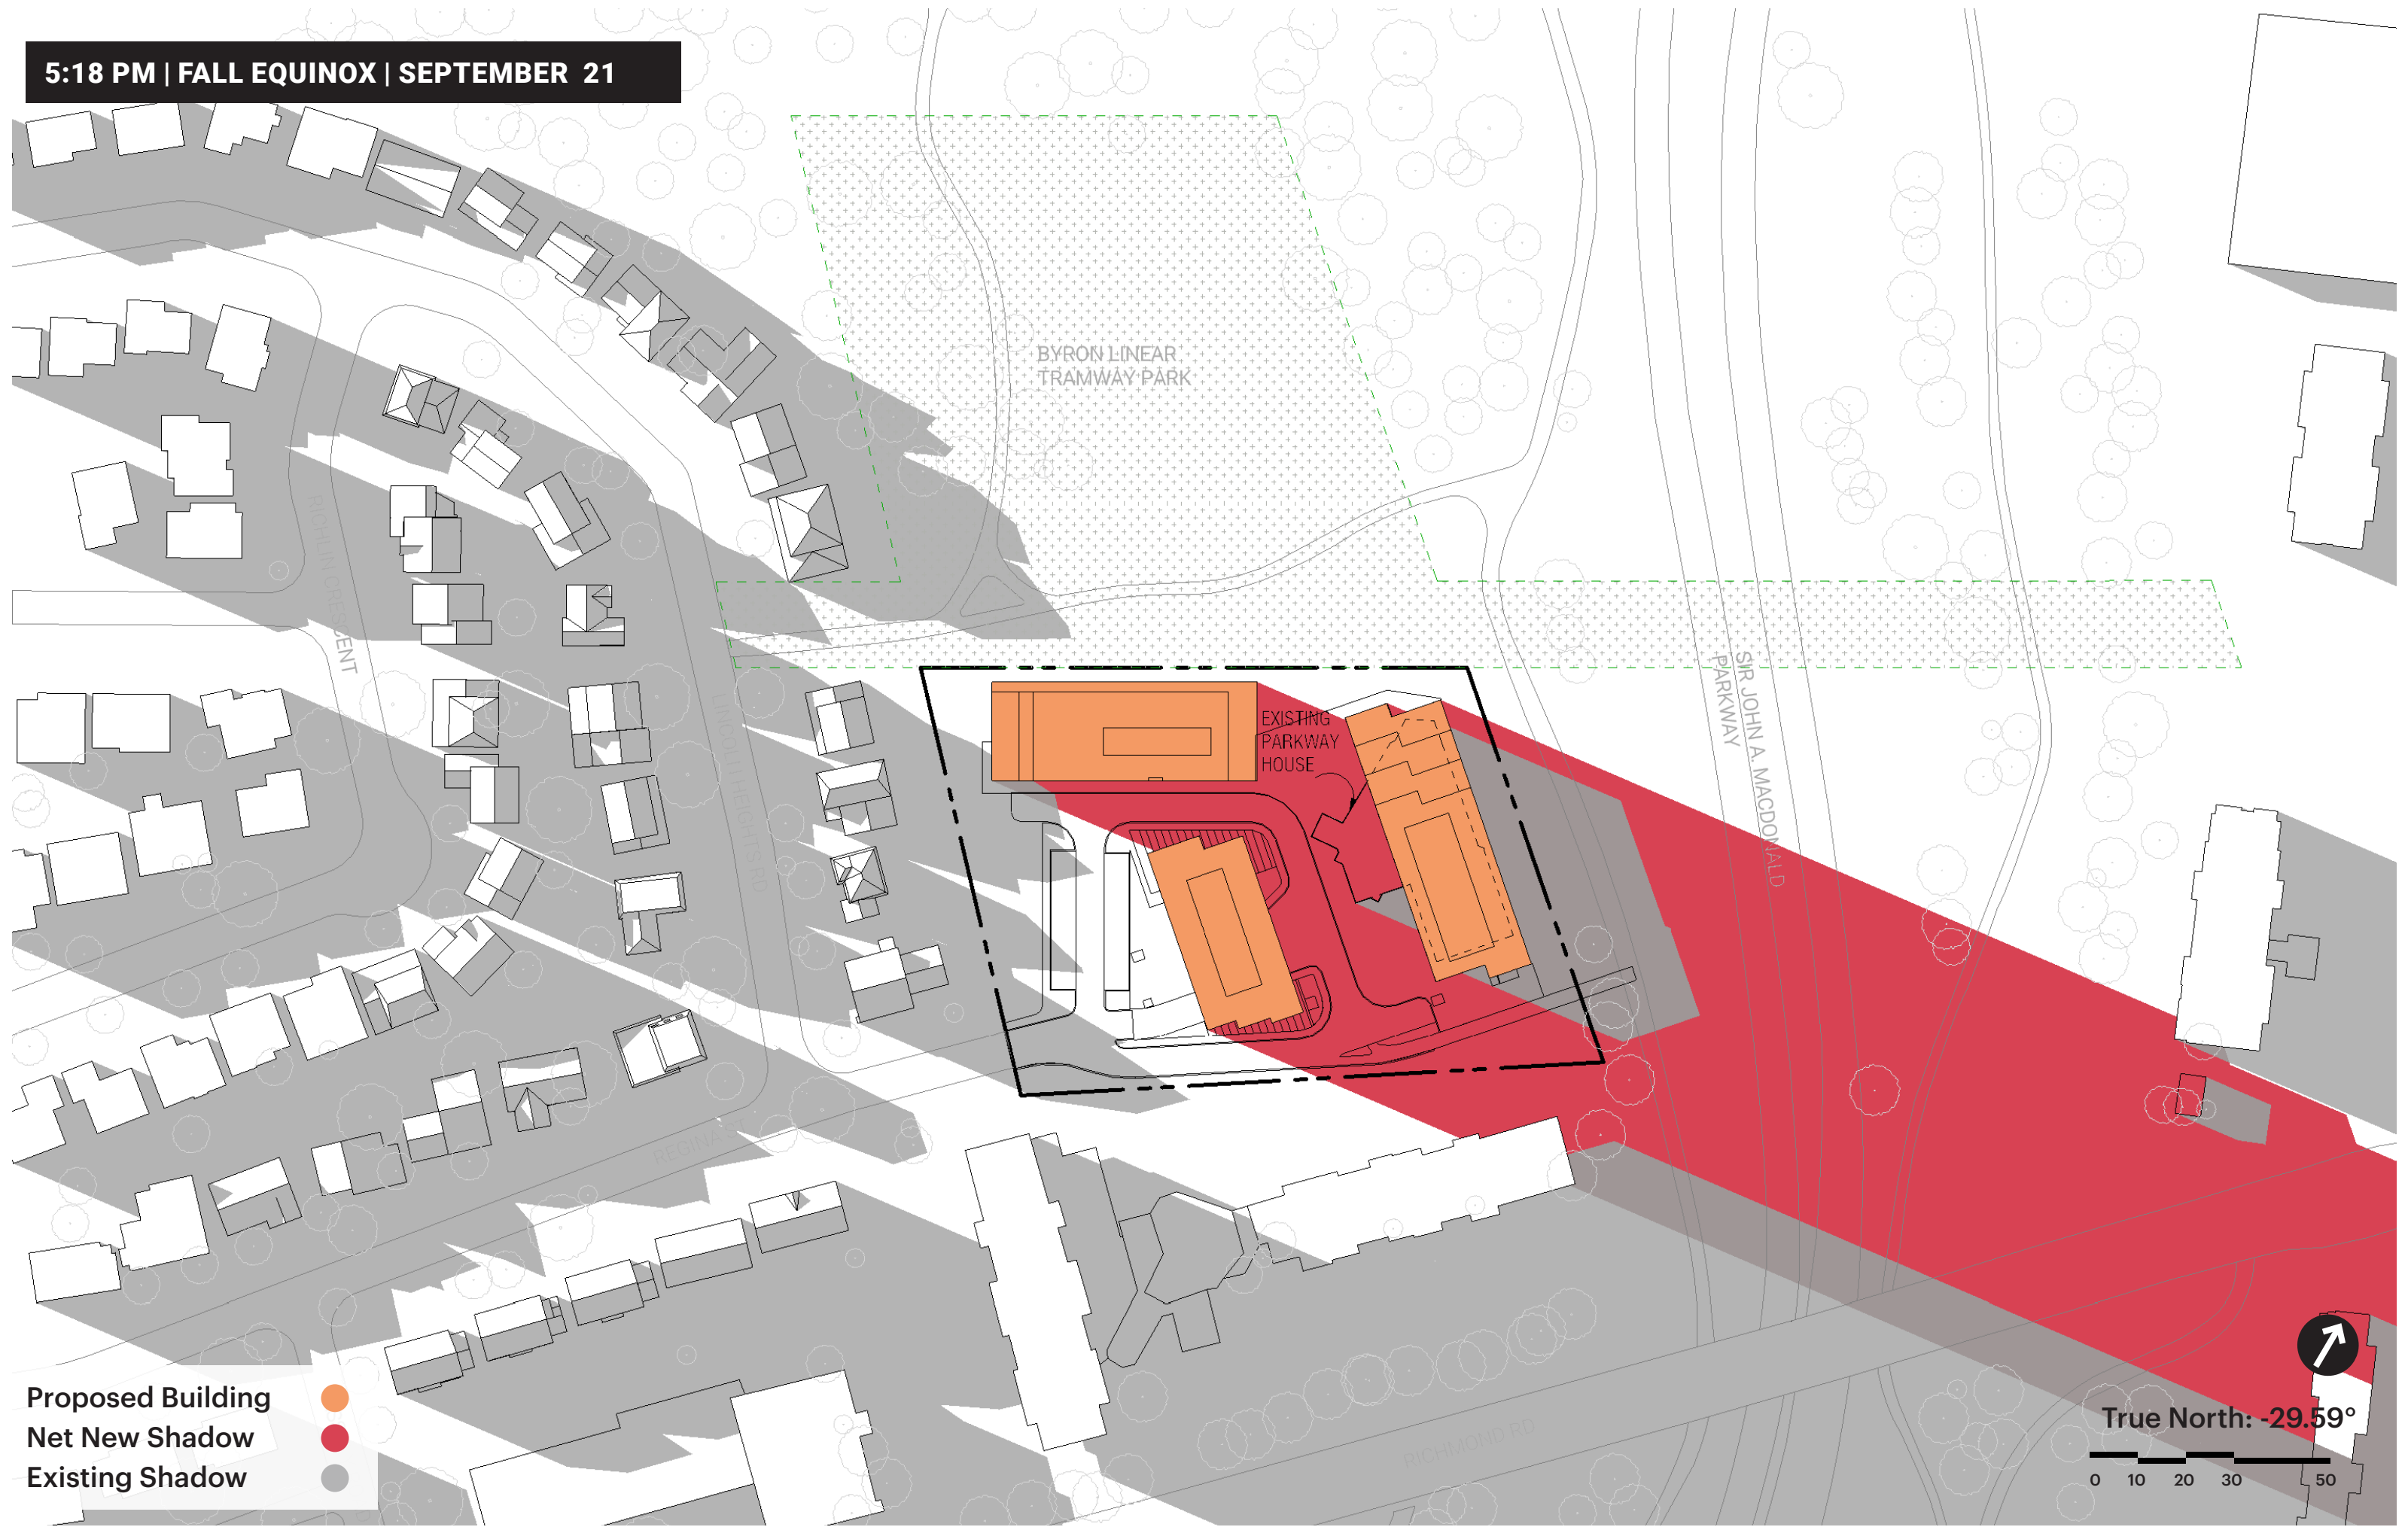 5:18 PM | FALL EQUINOX | SEPTEMBER 21
BYRON LINEAR
TRAMWAY PARK
RICHLIN CRESCENT
LINCOLN HEIGHTS RD
EXISTING
PARKWAY
HOUSE
SIR JOHN A. MACDONALD
PARKWAY
REGINA
RICHMOND RD
Proposed Building
Net New Shadow
Existing Shadow
True North: -29.59°
0 10 20 30 50